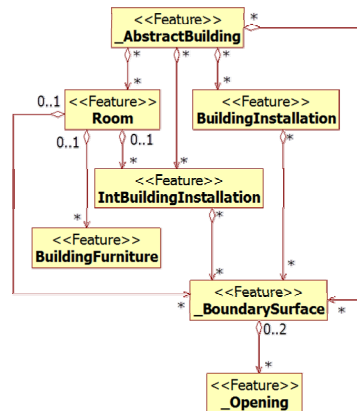 <<Feature>>
_AbstractBuilding
*
* * *
* * *
0..1
<<Feature>>
Room
<<Feature>>
BuildingInstallation
0..1 0..1 *
* *
<<Feature>>
IntBuildingInstallation
*
*
<<Feature>>
BuildingFurniture
* *
<<Feature>>
_BoundarySurface
* *
0..2
*
<<Feature>>
_Opening